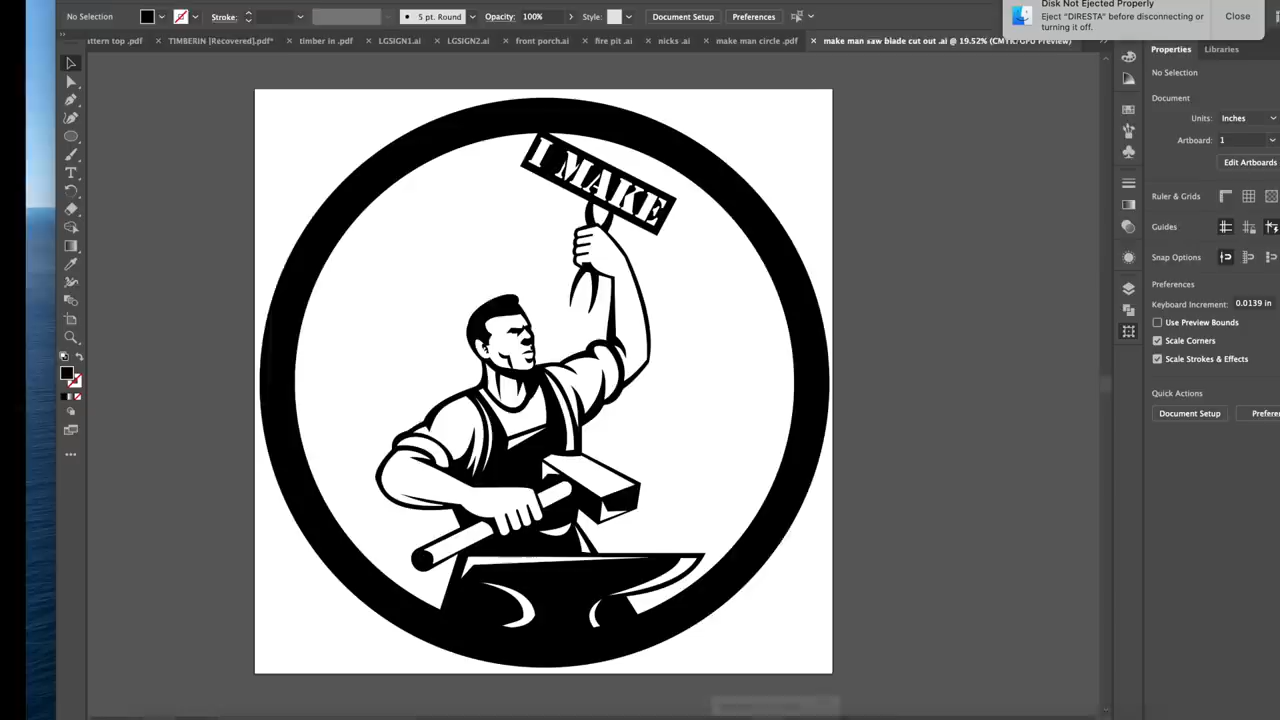 No Selection
Stroke:
5 pt. Round
Opacity: 100%
Style:
Document Setup
Preferences
Disk Not Ejected Properly
Eject "DIRESTA" before disconnecting or
turning it off.
Close
ttern top .pdf
TIMBERIN [Recovered].pdf*
timber in .pdf
LGSIGN1.ai
LGSIGN2.ai
front porch.ai
fire pit .ai
nicks .ai
make man circle .pdf
make man saw blade cut out .ai @ 19.52% (CMYK/GPU Preview)
Properties
Libraries
No Selection
Document
Units: Inches
Artboard: 1
Edit Artboards
Ruler & Grids
Guides
Snap Options
Preferences
Keyboard Increment: 0.0139 in
Use Preview Bounds
Scale Corners
Scale Strokes & Effects
Quick Actions
Document Setup
Preferen
I MAKE